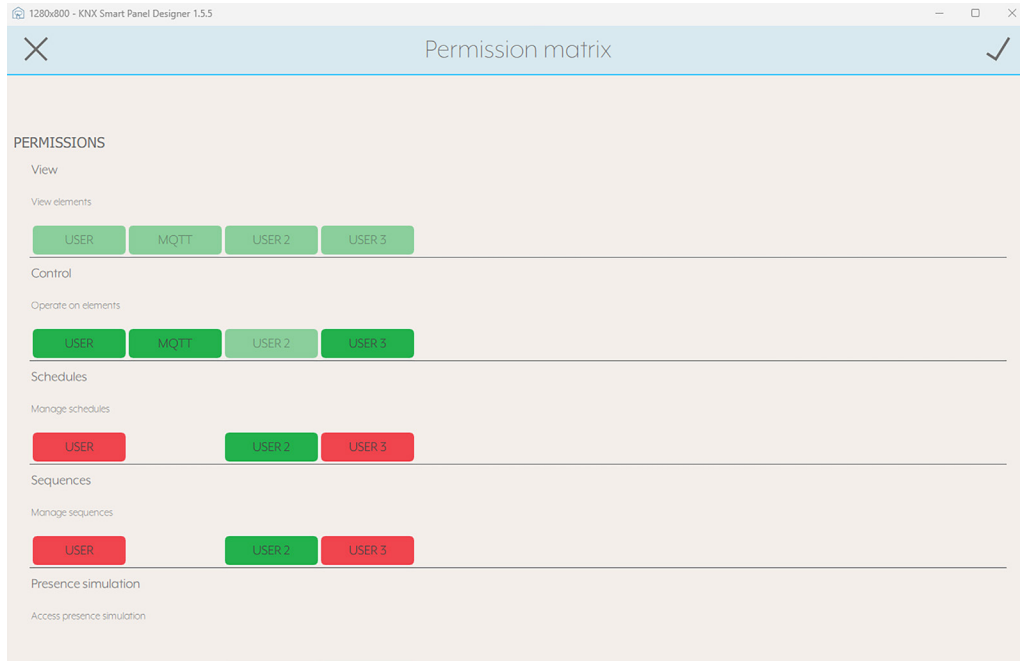 1280x800 - KNX Smart Panel Designer 1.5.5
Permission matrix
PERMISSIONS
View
View elements
USER MQTT USER 2 USER 3
Control
Operate on elements
USER MQTT USER 2 USER 3
Schedules
Manage schedules
USER USER 2 USER 3
Sequences
Manage sequences
USER USER 2 USER 3
Presence simulation
Access presence simulation